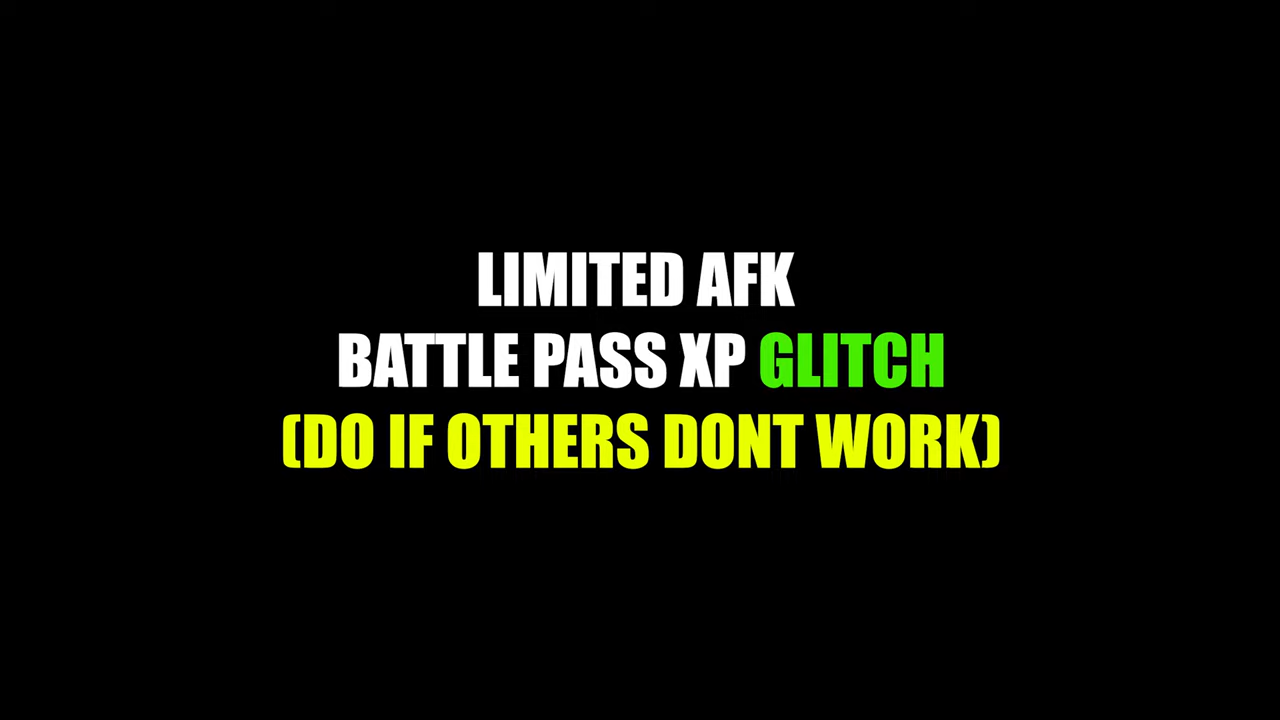 LIMITED AFK
BATTLE PASS XP GLITCH
(DO IF OTHERS DONT WORK)